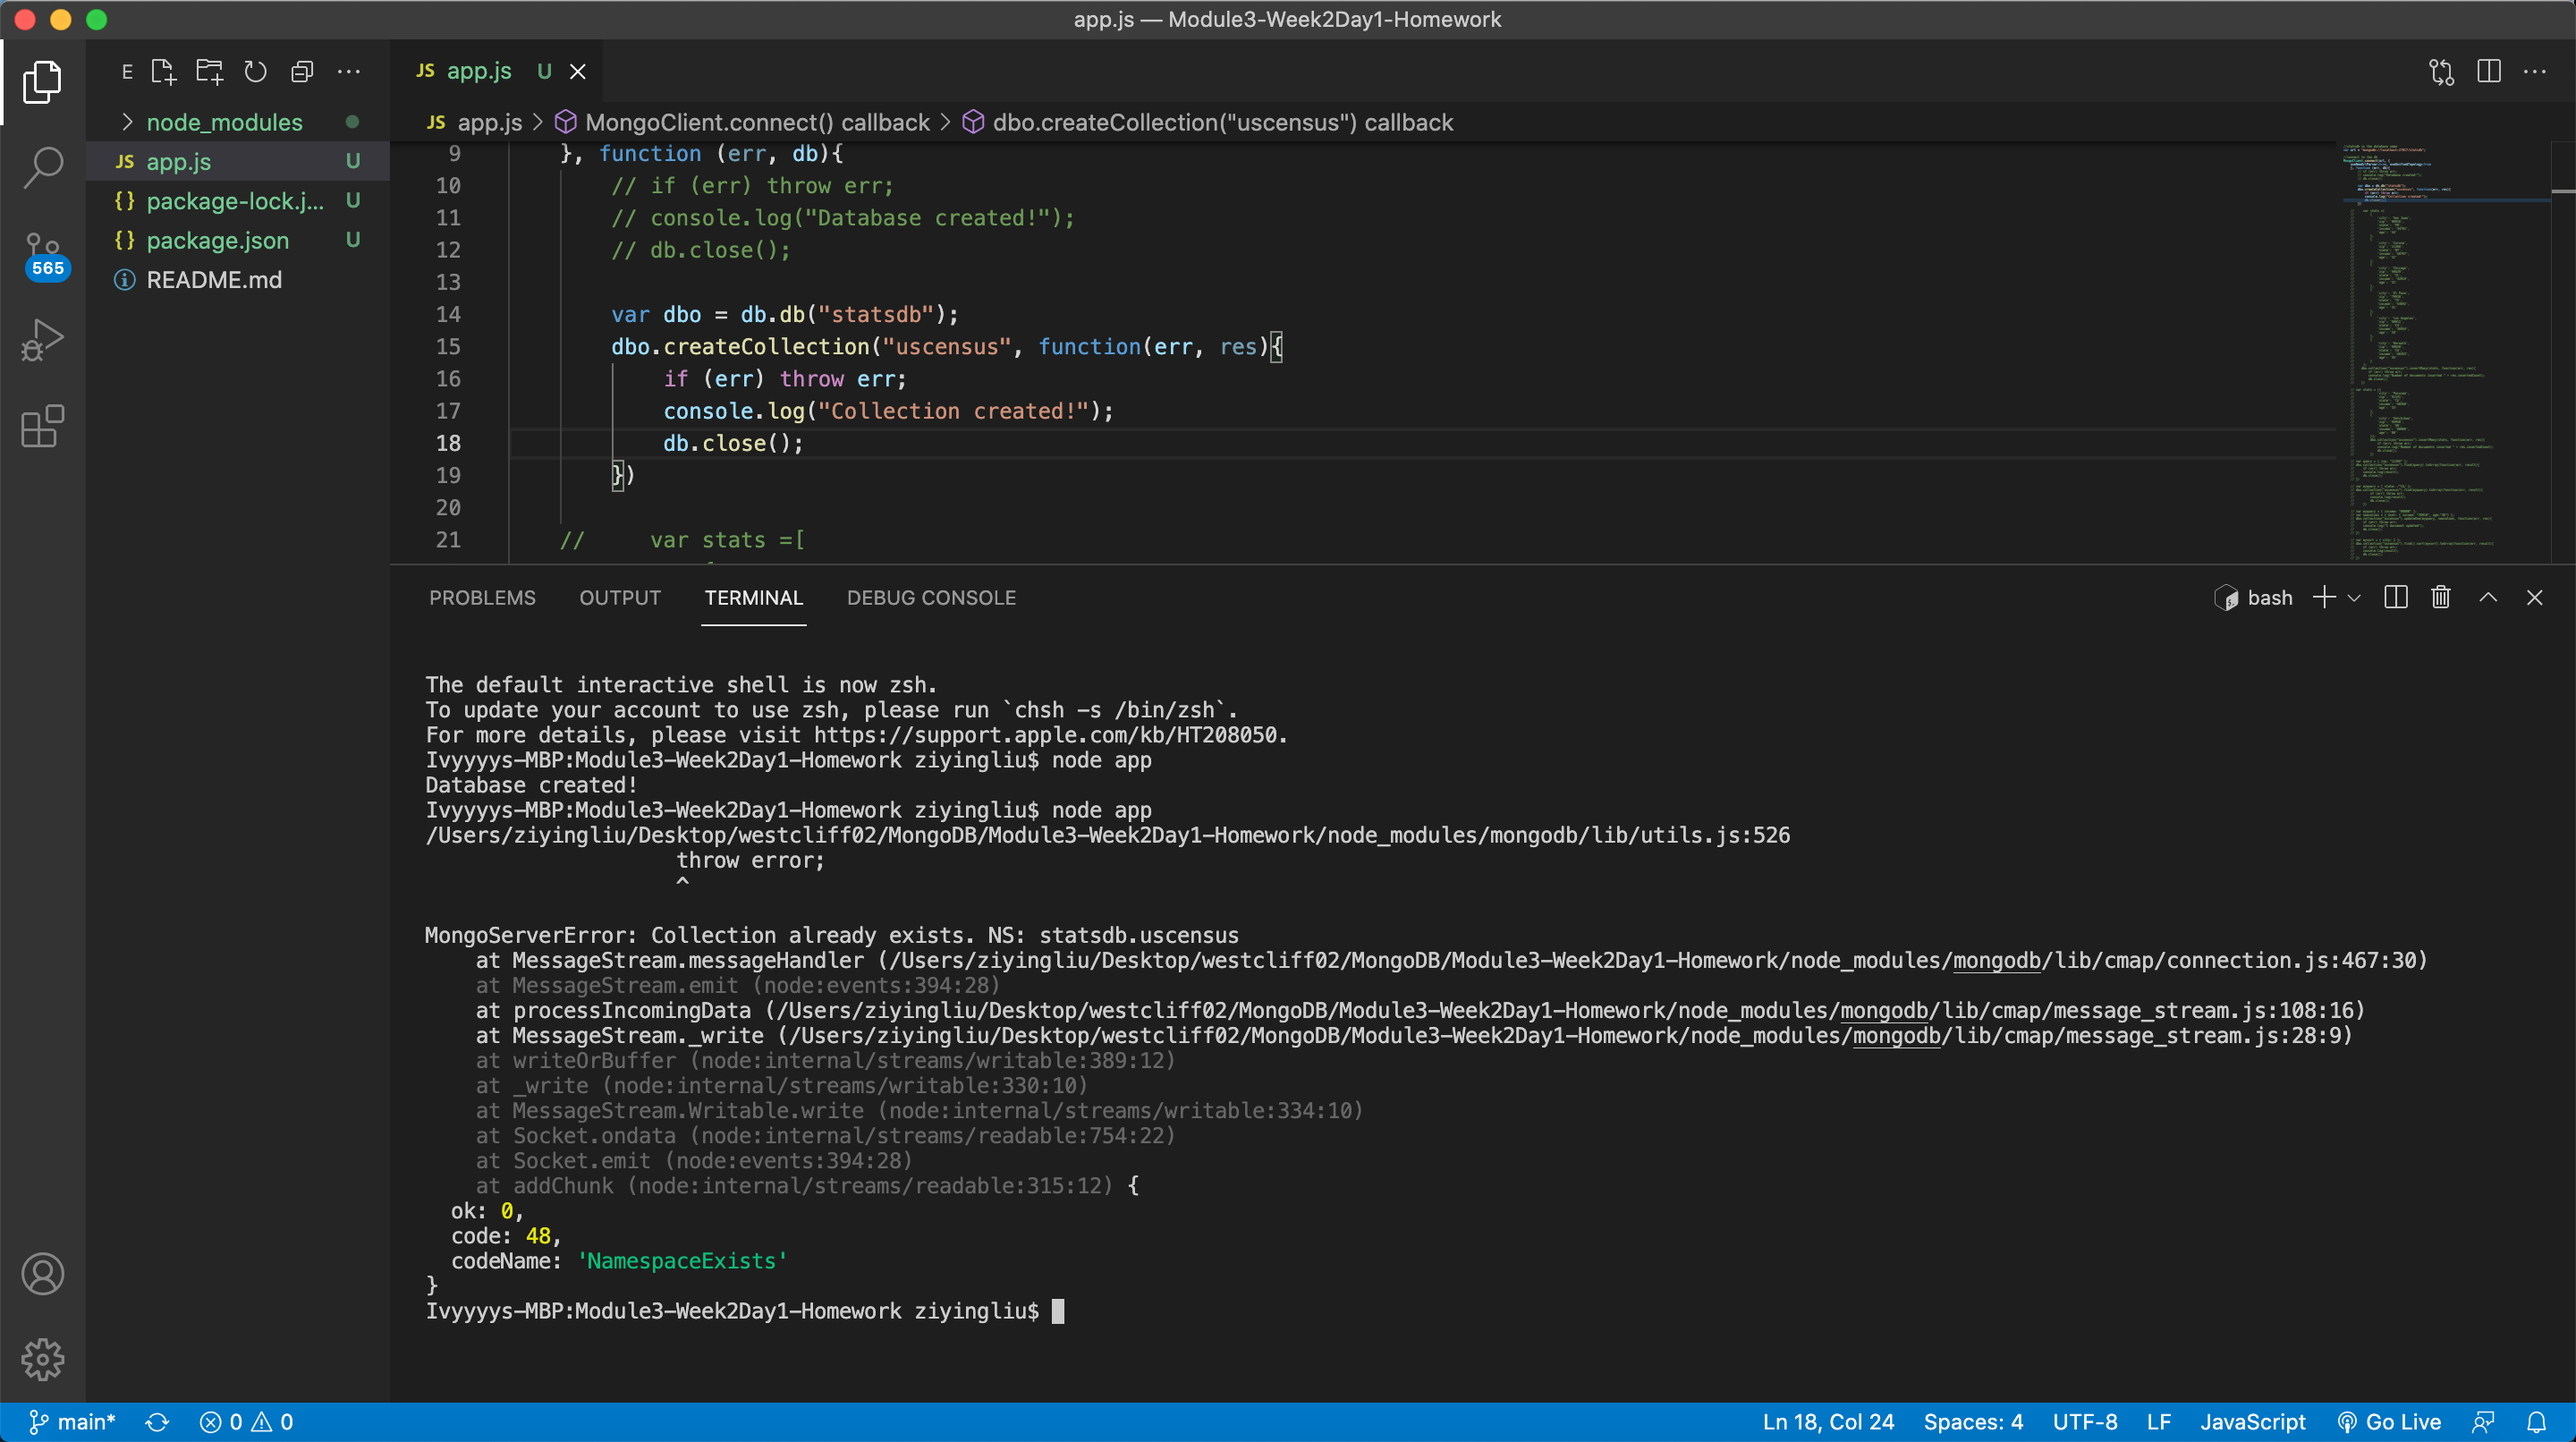 app.js — Module3-Week2Day1-Homework
E
JS app.js U
node_modules
JS app.js U
{} package-lock.j... U
{} package.json U
README.md
565
JS app.js > MongoClient.connect() callback > dbo.createCollection("uscensus") callback
9 }, function (err, db){
10 // if (err) throw err;
11 // console.log("Database created!");
12 // db.close();
13
14 var dbo = db.db("statsdb");
15 dbo.createCollection("uscensus", function(err, res){
16 if (err) throw err;
17 console.log("Collection created!");
18 db.close();
19 })
20
21 // var stats =[
PROBLEMS OUTPUT TERMINAL DEBUG CONSOLE
bash
The default interactive shell is now zsh.
To update your account to use zsh, please run `chsh -s /bin/zsh`.
For more details, please visit https://support.apple.com/kb/HT208050.
Ivyyyys-MBP:Module3-Week2Day1-Homework ziyingliu$ node app
Database created!
Ivyyyys-MBP:Module3-Week2Day1-Homework ziyingliu$ node app
/Users/ziyingliu/Desktop/westcliff02/MongoDB/Module3-Week2Day1-Homework/node_modules/mongodb/lib/utils.js:526
throw error;
^
MongoServerError: Collection already exists. NS: statsdb.uscensus
at MessageStream.messageHandler (/Users/ziyingliu/Desktop/westcliff02/MongoDB/Module3-Week2Day1-Homework/node_modules/mongodb/lib/cmap/connection.js:467:30)
at MessageStream.emit (node:events:394:28)
at processIncomingData (/Users/ziyingliu/Desktop/westcliff02/MongoDB/Module3-Week2Day1-Homework/node_modules/mongodb/lib/cmap/message_stream.js:108:16)
at MessageStream._write (/Users/ziyingliu/Desktop/westcliff02/MongoDB/Module3-Week2Day1-Homework/node_modules/mongodb/lib/cmap/message_stream.js:28:9)
at writeOrBuffer (node:internal/streams/writable:389:12)
at _write (node:internal/streams/writable:330:10)
at MessageStream.Writable.write (node:internal/streams/writable:334:10)
at Socket.ondata (node:internal/streams/readable:754:22)
at Socket.emit (node:events:394:28)
at addChunk (node:internal/streams/readable:315:12) {
ok: 0,
code: 48,
codeName: 'NamespaceExists'
}
Ivyyyys-MBP:Module3-Week2Day1-Homework ziyingliu$
main* 0 0 Ln 18, Col 24 Spaces: 4 UTF-8 LF JavaScript Go Live